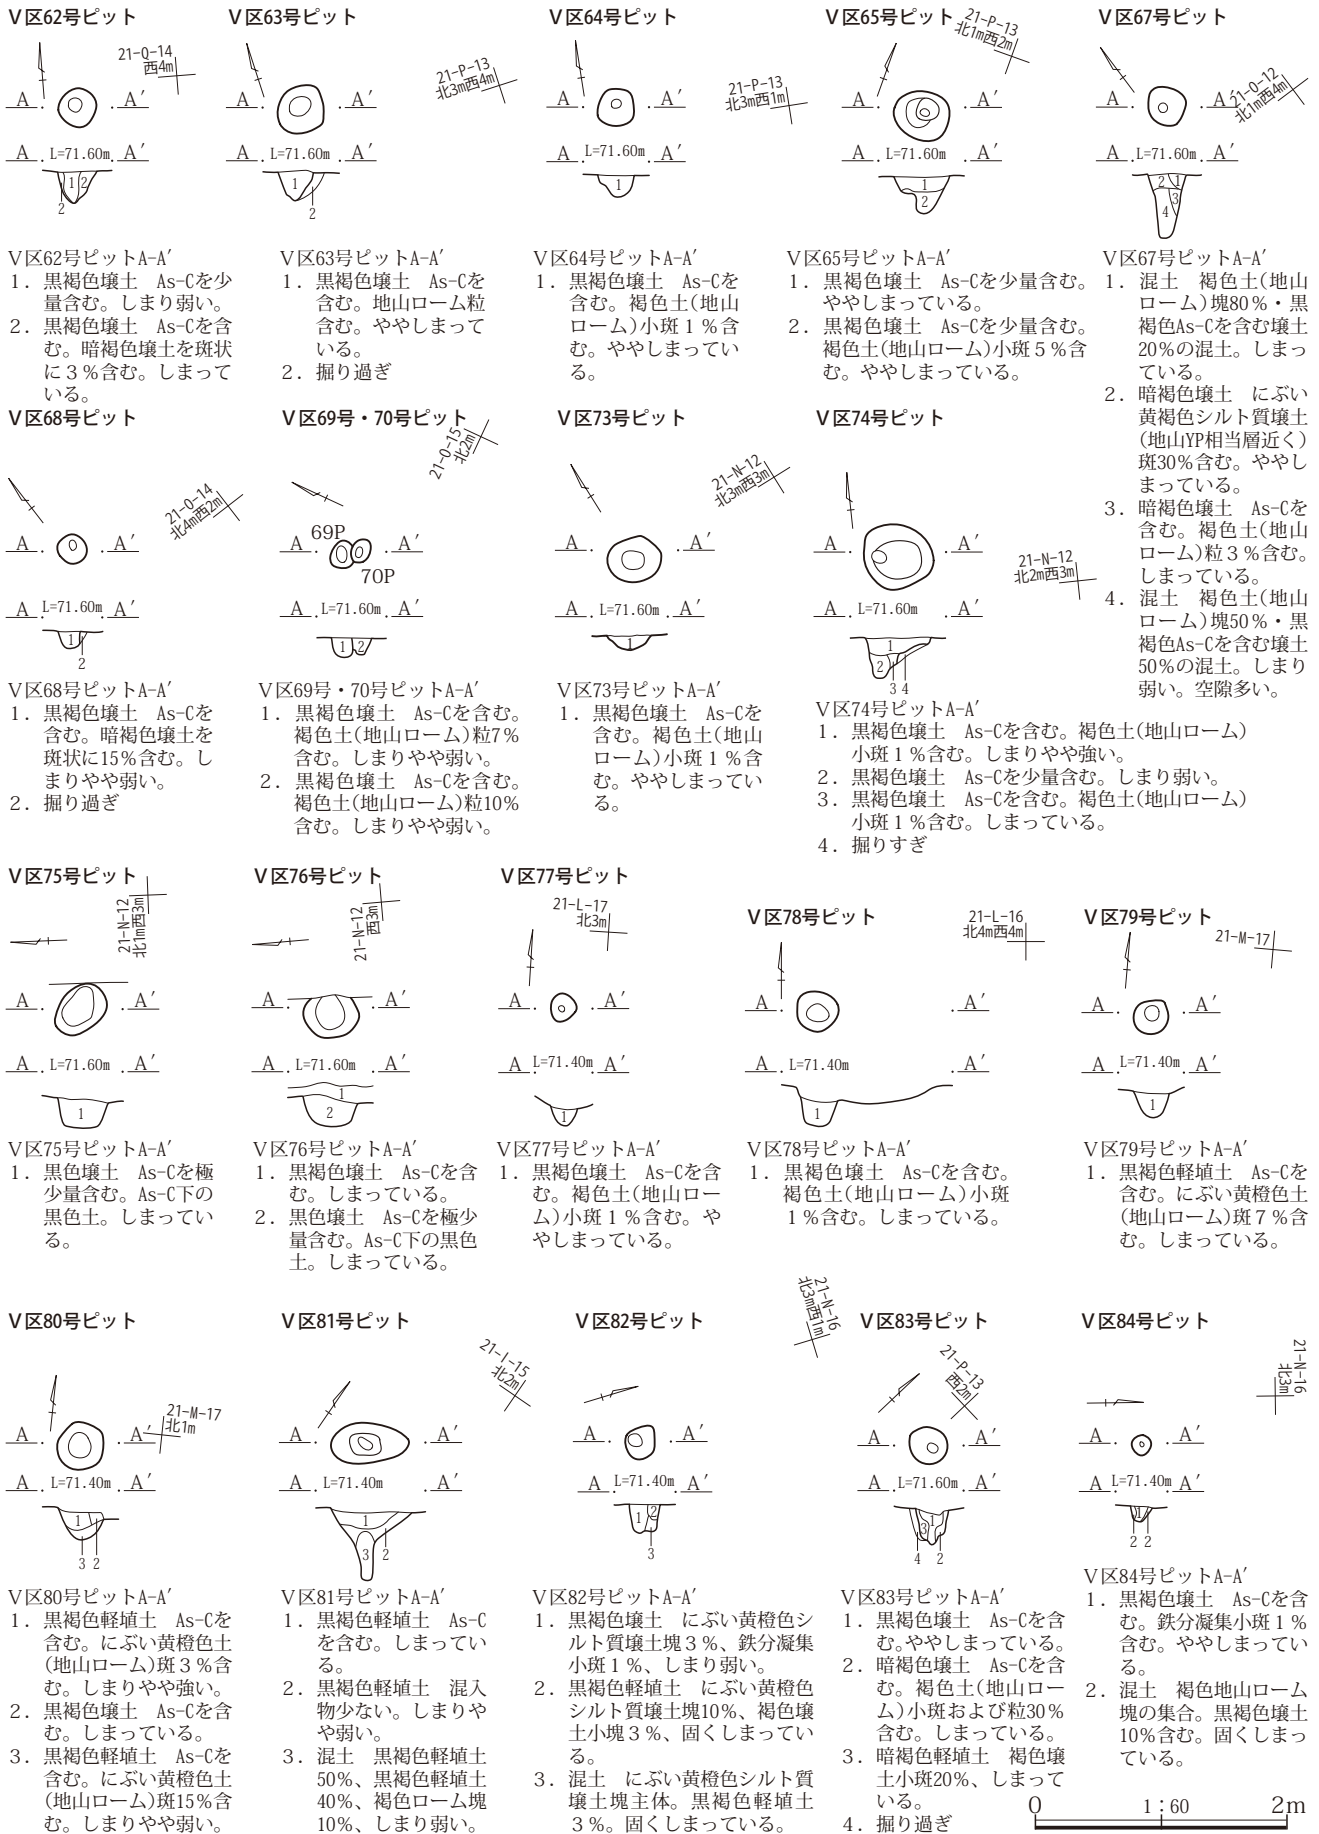 Ⅴ区62号ピット
21-O-14
西4m
A A′
A L=71.60m A′
1 2
2
Ⅴ区62号ピットA-A′
1．黒褐色壌土　As-Cを少
量含む。しまり弱い。
2．黒褐色壌土　As-Cを含
む。暗褐色壌土を斑状
に３％含む。しまって
いる。
Ⅴ区63号ピット
21-P-13
北3m西4m
A A′
A L=71.60m A′
1
2
Ⅴ区63号ピットA-A′
1．黒褐色壌土　As-Cを
含む。地山ローム粒
含む。ややしまって
いる。
2．掘り過ぎ
Ⅴ区64号ピット
21-P-13
北3m西1m
A A′
A L=71.60m A′
1
Ⅴ区64号ピットA-A′
1．黒褐色壌土　As-Cを
含む。褐色土(地山
ローム)小斑１％含
む。ややしまってい
る。
Ⅴ区65号ピット
21-P-13
北1m西2m
A A′
A L=71.60m A′
1
2
Ⅴ区65号ピットA-A′
1．黒褐色壌土　As-Cを少量含む。
ややしまっている。
2．黒褐色壌土　As-Cを少量含む。
褐色土(地山ローム)小斑５％含
む。ややしまっている。
Ⅴ区67号ピット
21-O-12
北1m西4m
A A′
A L=71.60m A′
2 1
3
4
Ⅴ区67号ピットA-A′
1．混土　褐色土(地山
ローム)塊80％・黒
褐色As-Cを含む壌土
20％の混土。しまっ
ている。
2．暗褐色壌土　にぶい
黄褐色シルト質壌土
(地山YP相当層近く)
斑30％含む。ややし
まっている。
3．暗褐色壌土　As-Cを
含む。褐色土(地山
ローム)粒３％含む。
しまっている。
4．混土　褐色土(地山
ローム)塊50％・黒
褐色As-Cを含む壌土
50％の混土。しまり
弱い。空隙多い。
Ⅴ区68号ピット
21-O-14
北4m西2m
A A′
A L=71.60m A′
1
2
Ⅴ区68号ピットA-A′
1．黒褐色壌土　As-Cを
含む。暗褐色壌土を
斑状に15％含む。し
まりやや弱い。
2．掘り過ぎ
Ⅴ区69号・70号ピット
21-O-15
北2m
69P
A A′
70P
A L=71.60m A′
1 2
Ⅴ区69号・70号ピットA-A′
1．黒褐色壌土　As-Cを含む。
褐色土(地山ローム)粒7％
含む。しまりやや弱い。
2．黒褐色壌土　As-Cを含む。
褐色土(地山ローム)粒10％
含む。しまりやや弱い。
Ⅴ区73号ピット
21-N-12
北3m西3m
A A′
A L=71.60m A′
1
Ⅴ区73号ピットA-A′
1．黒褐色壌土　As-Cを
含む。褐色土(地山
ローム)小斑１％含
む。ややしまってい
る。
Ⅴ区74号ピット
21-N-12
北2m西3m
A A′
A L=71.60m A′
1
2
3 4
Ⅴ区74号ピットA-A′
1．黒褐色壌土　As-Cを含む。褐色土(地山ローム)
小斑１％含む。しまりやや強い。
2．黒褐色壌土　As-Cを少量含む。しまり弱い。
3．黒褐色壌土　As-Cを含む。褐色土(地山ローム)
小斑１％含む。しまっている。
4．掘りすぎ
Ⅴ区75号ピット
21-N-12
北1m西3m
A A′
A L=71.60m A′
1
Ⅴ区75号ピットA-A′
1．黒色壌土　As-Cを極
少量含む。As-C下の
黒色土。しまってい
る。
Ⅴ区76号ピット
21-N-12
西3m
A A′
A L=71.60m A′
1
2
Ⅴ区76号ピットA-A′
1．黒褐色壌土　As-Cを含
む。しまっている。
2．黒色壌土　As-Cを極少
量含む。As-C下の黒色
土。しまっている。
Ⅴ区77号ピット
21-L-17
北3m
A A′
A L=71.40m A′
1
Ⅴ区77号ピットA-A′
1．黒褐色壌土　As-Cを含
む。褐色土(地山ロー
ム)小斑１％含む。や
やしまっている。
Ⅴ区78号ピット
21-L-16
北4m西4m
A A′
A L=71.40m A′
1
Ⅴ区78号ピットA-A′
1．黒褐色壌土　As-Cを含む。
褐色土(地山ローム)小斑
１％含む。しまっている。
Ⅴ区79号ピット
21-M-17
A A′
A L=71.40m A′
1
Ⅴ区79号ピットA-A′
1．黒褐色軽埴土　As-Cを
含む。にぶい黄橙色土
(地山ローム)斑７％含
む。しまっている。
Ⅴ区80号ピット
21-M-17
北1m
A A′
A L=71.40m A′
1
3 2
Ⅴ区80号ピットA-A′
1．黒褐色軽埴土　As-Cを
含む。にぶい黄橙色土
(地山ローム)斑３％含
む。しまりやや強い。
2．黒褐色壌土　As-Cを含
む。しまっている。
3．黒褐色軽埴土　As-Cを
含む。にぶい黄橙色土
(地山ローム)斑15％含
む。しまりやや弱い。
Ⅴ区81号ピット
21-I-15
北2m
A A′
A L=71.40m A′
1
3 2
Ⅴ区81号ピットA-A′
1．黒褐色軽埴土　As-C
を含む。しまってい
る。
2．黒褐色軽埴土　混入
物少ない。しまりや
や弱い。
3．混土　黒褐色軽埴土
50％、黒褐色軽埴土
40％、褐色ローム塊
10％、しまり弱い。
Ⅴ区82号ピット
21-N-16
北3m西1m
A A′
A L=71.40m A′
1 2
3
Ⅴ区82号ピットA-A′
1．黒褐色壌土　にぶい黄橙色シ
ルト質壌土塊３％、鉄分凝集
小斑１％、しまり弱い。
2．黒褐色軽埴土　にぶい黄橙色
シルト質壌土塊10％、褐色壌
土小塊３％、固くしまってい
る。
3．混土　にぶい黄橙色シルト質
壌土塊主体。黒褐色軽埴土
３％。固くしまっている。
Ⅴ区83号ピット
21-P-13
西2m
A A′
A L=71.60m A′
1
3
4 2
Ⅴ区83号ピットA-A′
1．黒褐色壌土　As-Cを含
む。ややしまっている。
2．暗褐色壌土　As-Cを含
む。褐色土(地山ロー
ム)小斑および粒30％
含む。しまっている。
3．暗褐色軽埴土　褐色壌
土小斑20％、しまって
いる。
4．掘り過ぎ
Ⅴ区84号ピット
21-N-16
北3m
A A′
A L=71.40m A′
1
2 2
Ⅴ区84号ピットA-A′
1．黒褐色壌土　As-Cを含
む。鉄分凝集小斑１％
含む。ややしまってい
る。
2．混土　褐色地山ローム
塊の集合。黒褐色壌土
10％含む。固くしまっ
ている。
0 1：60 2m